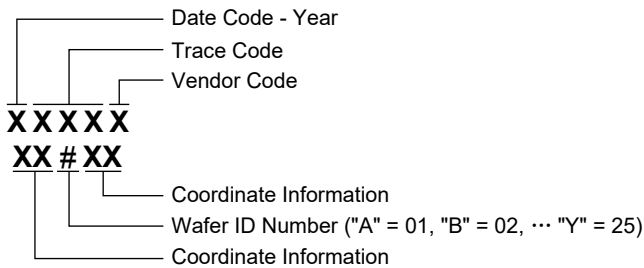 Date Code - Year
Trace Code
Vendor Code
X X X X X
XX # XX
Coordinate Information
Wafer ID Number ("A" = 01, "B" = 02, ··· "Y" = 25)
Coordinate Information